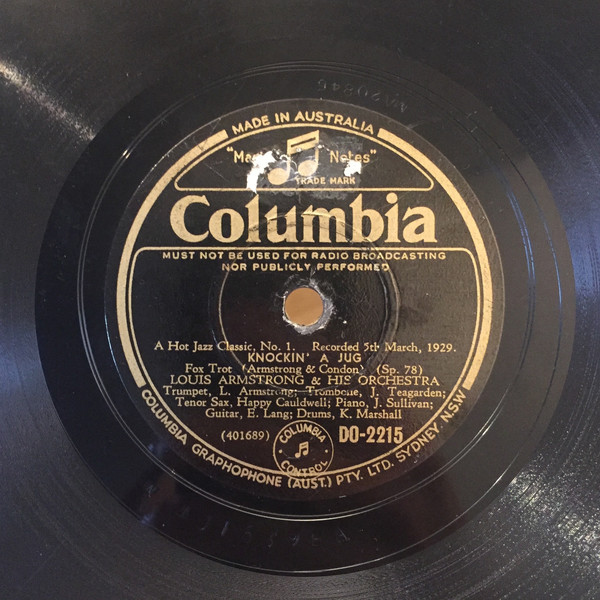 MADE IN AUSTRALIA
Notes"
TRADE MARK
Columbia
MUST NOT BE USED FOR RADIO BROADCASTING
NOR PUBLICLY PERFORMED
A Hot Jazz Classic, No. 1. Recorded 5th March, 1929.
KNOCKIN' A JUG
Fox Trot (Armstrong & Condon) (Sp. 78)
LOUIS ARMSTRONG & HIS ORCHESTRA
Trumpet, L. Armstrong; Trombone, J. Teagarden;
Tenor Sax, Happy Cauldwell; Piano, J. Sullivan;
Guitar, E. Lang; Drums, K. Marshall
(401689)
COLUMBIA
CONTROL
DO-2215
COLUMBIA GRAPHOPHONE (AUST.) PTY. LTD. SYDNEY. N.S.W.